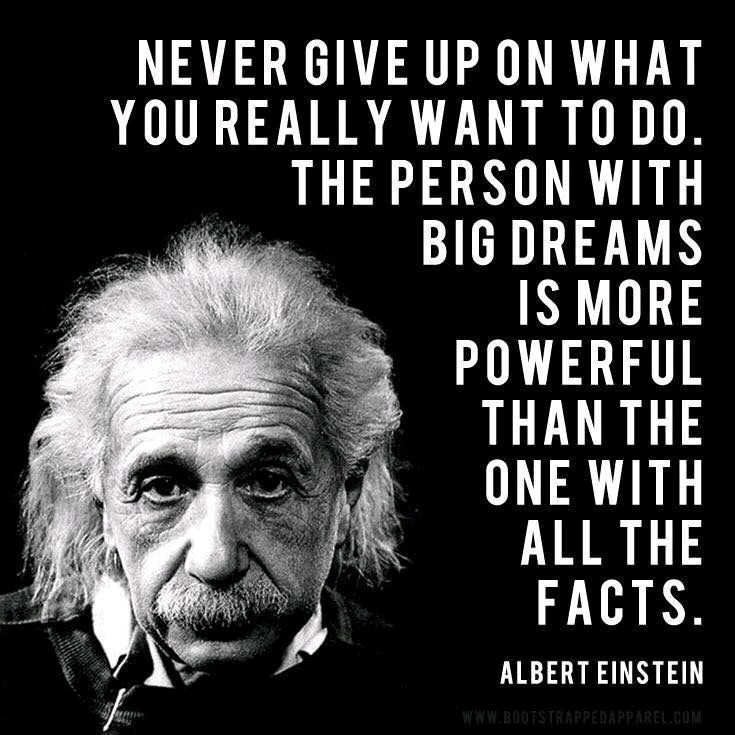 NEVER GIVE UP ON WHAT
YOU REALLY WANT TO DO.
THE PERSON WITH
BIG DREAMS
IS MORE
POWERFUL
THAN THE
ONE WITH
ALL THE
FACTS.
ALBERT EINSTEIN
WWW.BOOTSTRAPPEDAPPAREL.COM